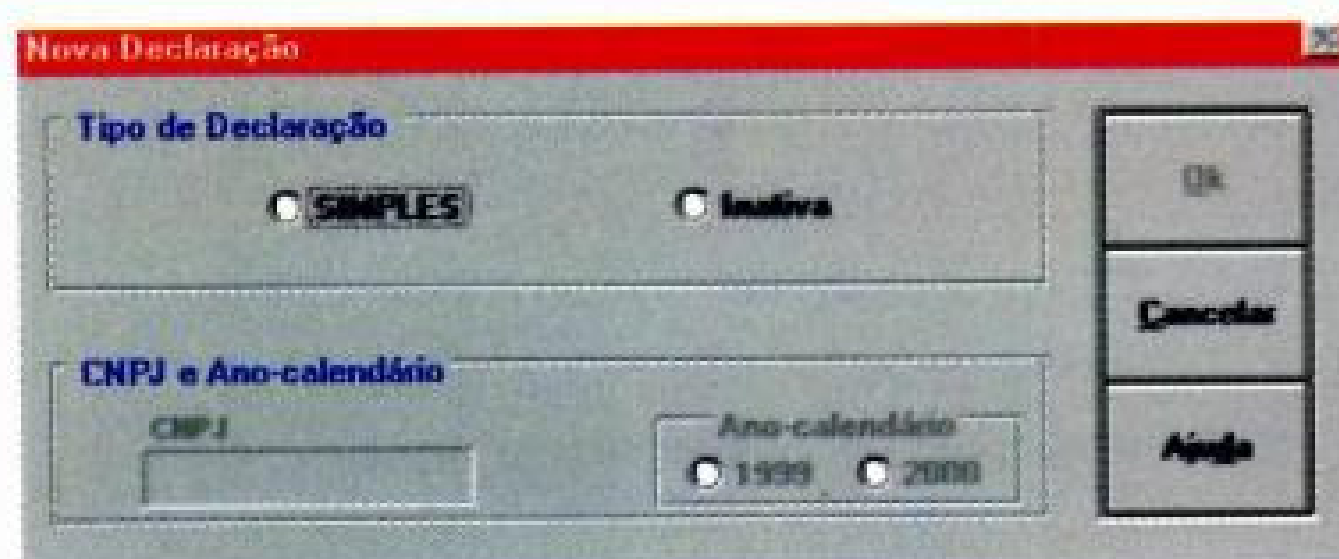 Nova Declaração
Tipo de Declaração
SIMPLES
Inativa
Ok
Cancelar
Ajuda
CNPJ e Ano-calendário
CNPJ
Ano-calendário
1999
2000